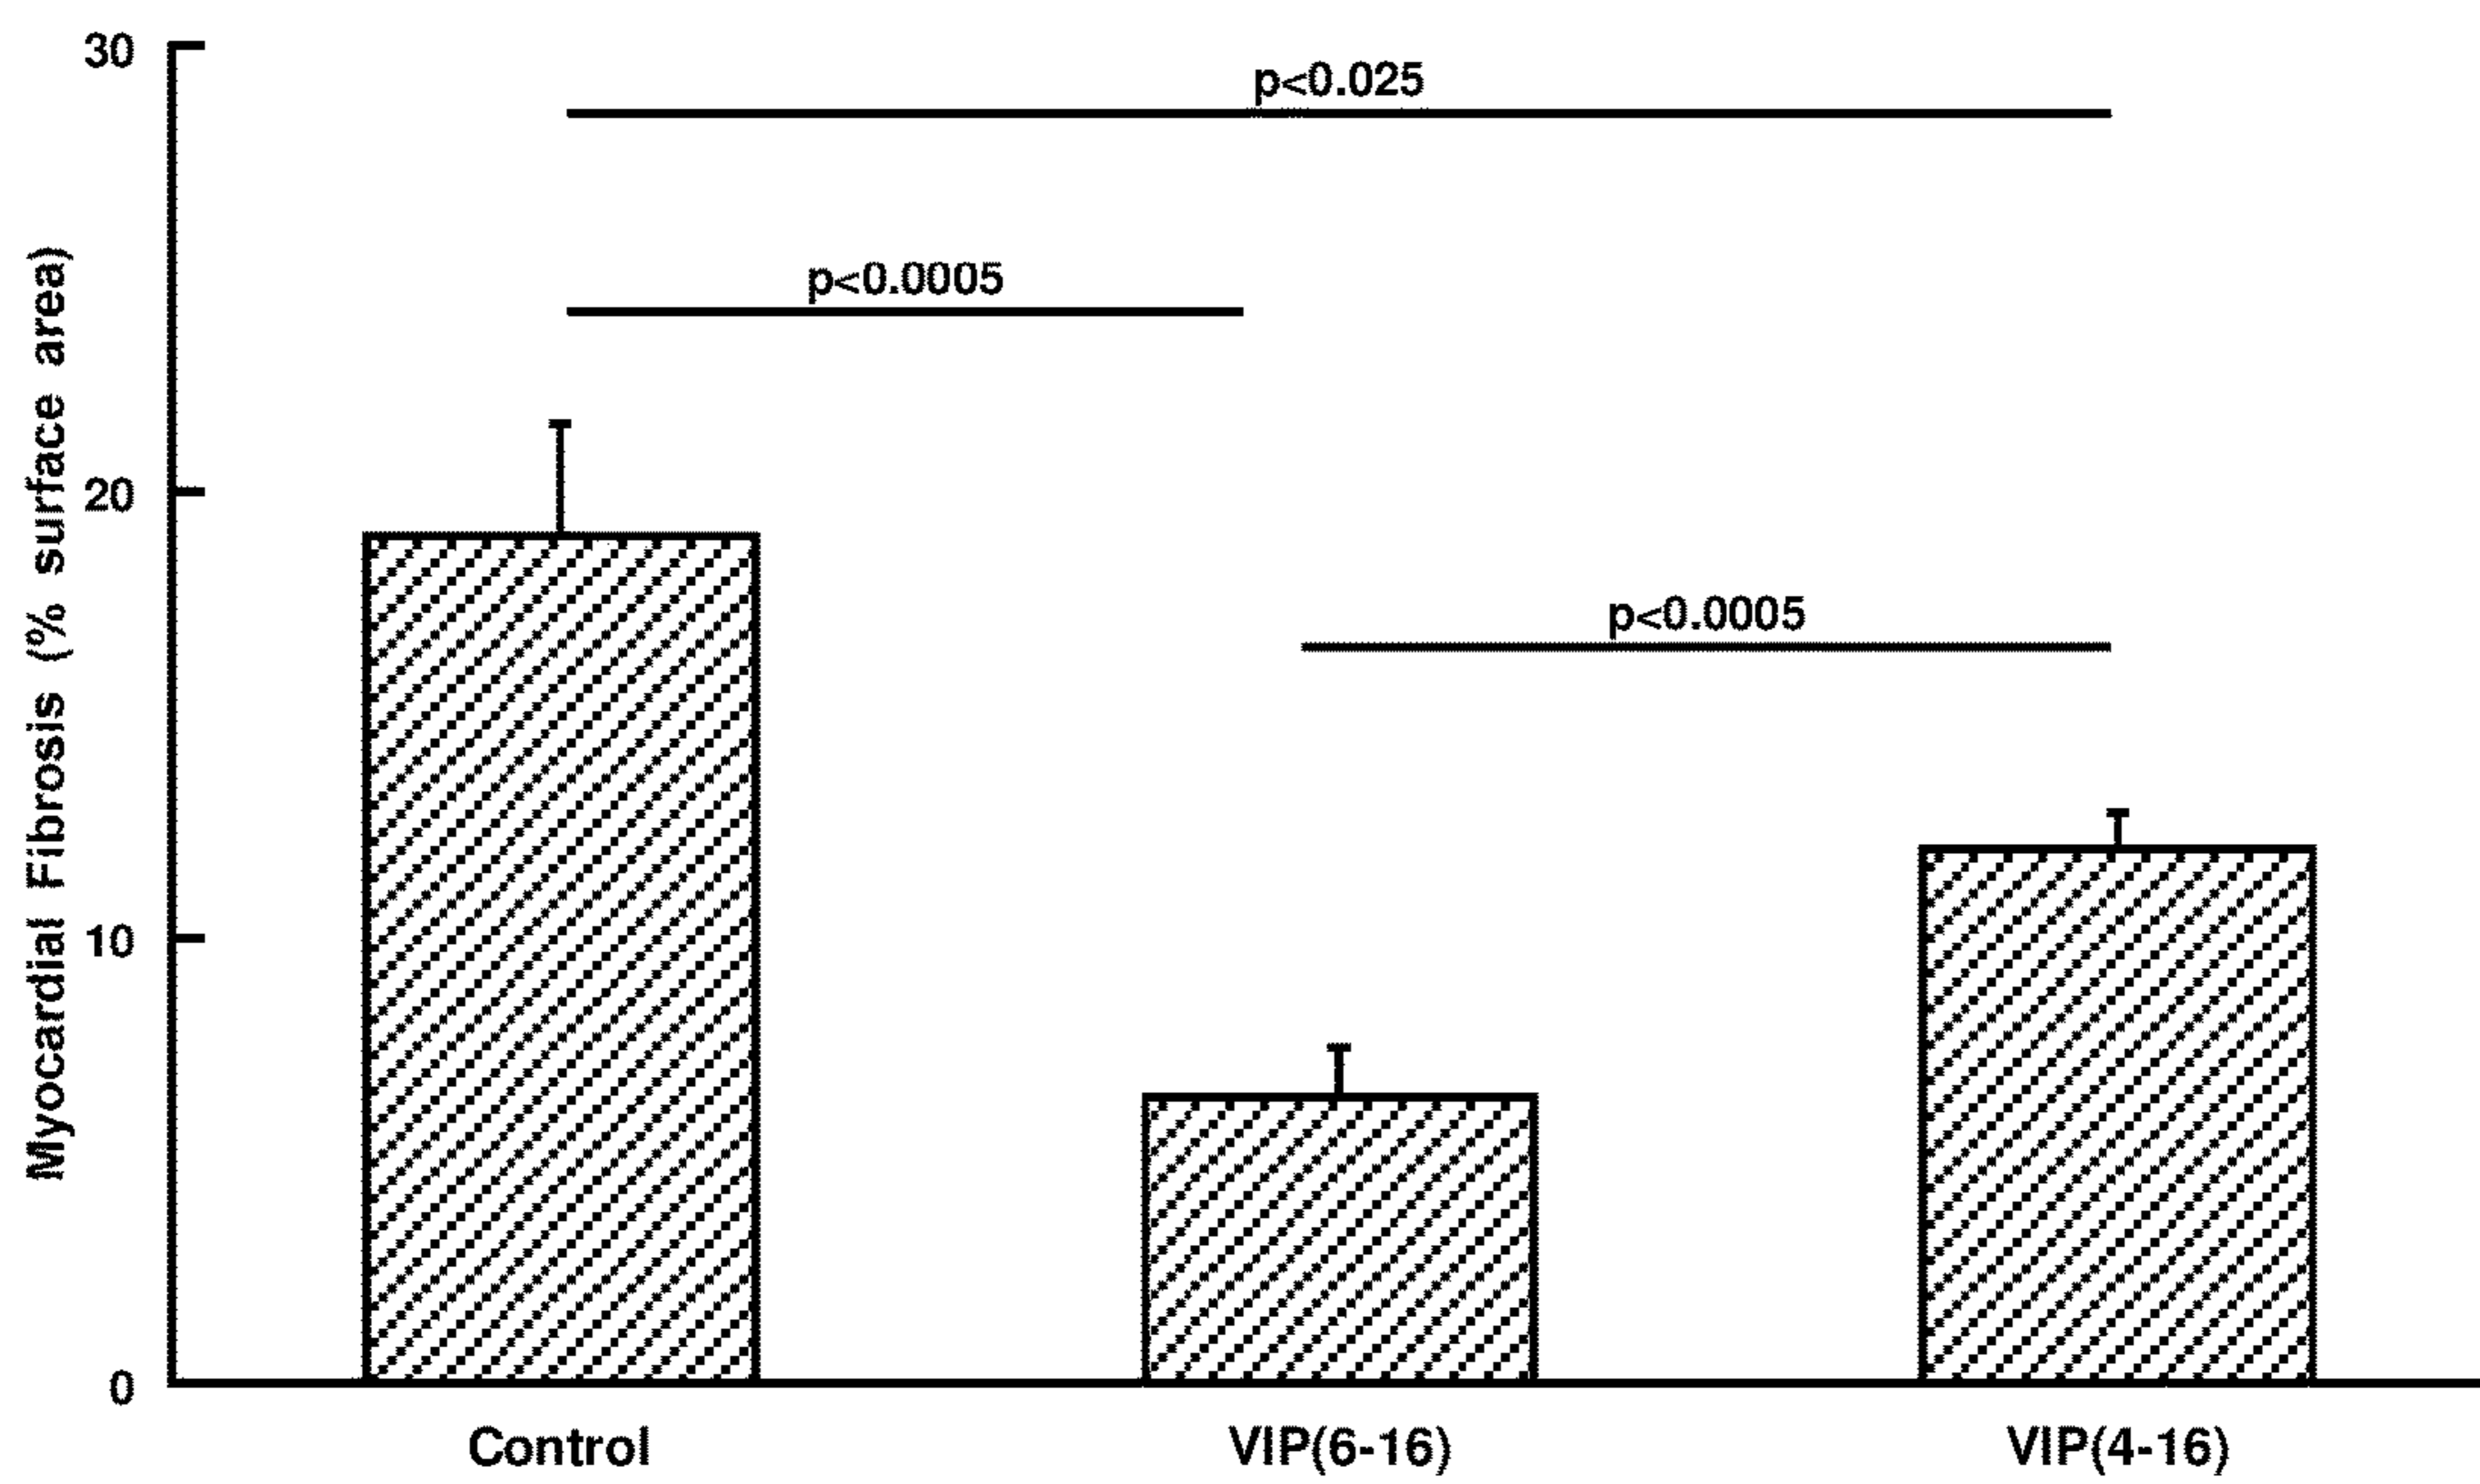 Myocardial Fibrosis (% surface area)
30
20
10
0
p<0.025
p<0.0005
p<0.0005
Control
VIP(6-16)
VIP(4-16)